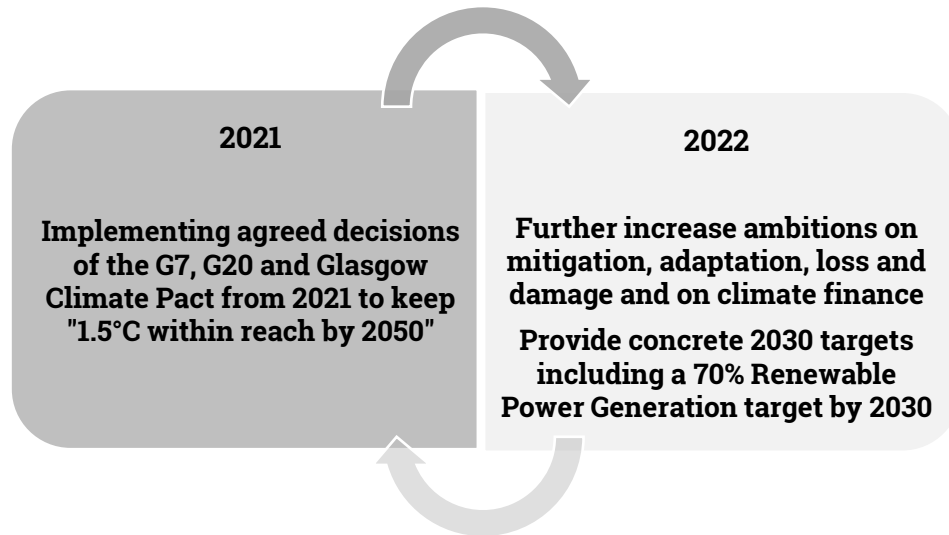 2021
Implementing agreed decisions
of the G7, G20 and Glasgow
Climate Pact from 2021 to keep
"1.5°C within reach by 2050"
2022
Further increase ambitions on
mitigation, adaptation, loss and
damage and on climate finance
Provide concrete 2030 targets
including a 70% Renewable
Power Generation target by 2030